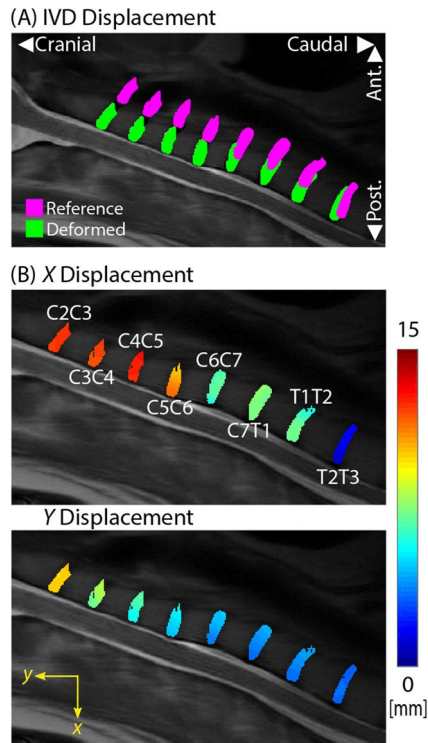 (A) IVD Displacement
◀Cranial Caudal ▶
Ant.
Post.
Reference
Deformed
(B) X Displacement
C2C3
C4C5
C6C7
C3C4
T1T2
C5C6
C7T1
T2T3
15
Y Displacement
y
x
0
[mm]